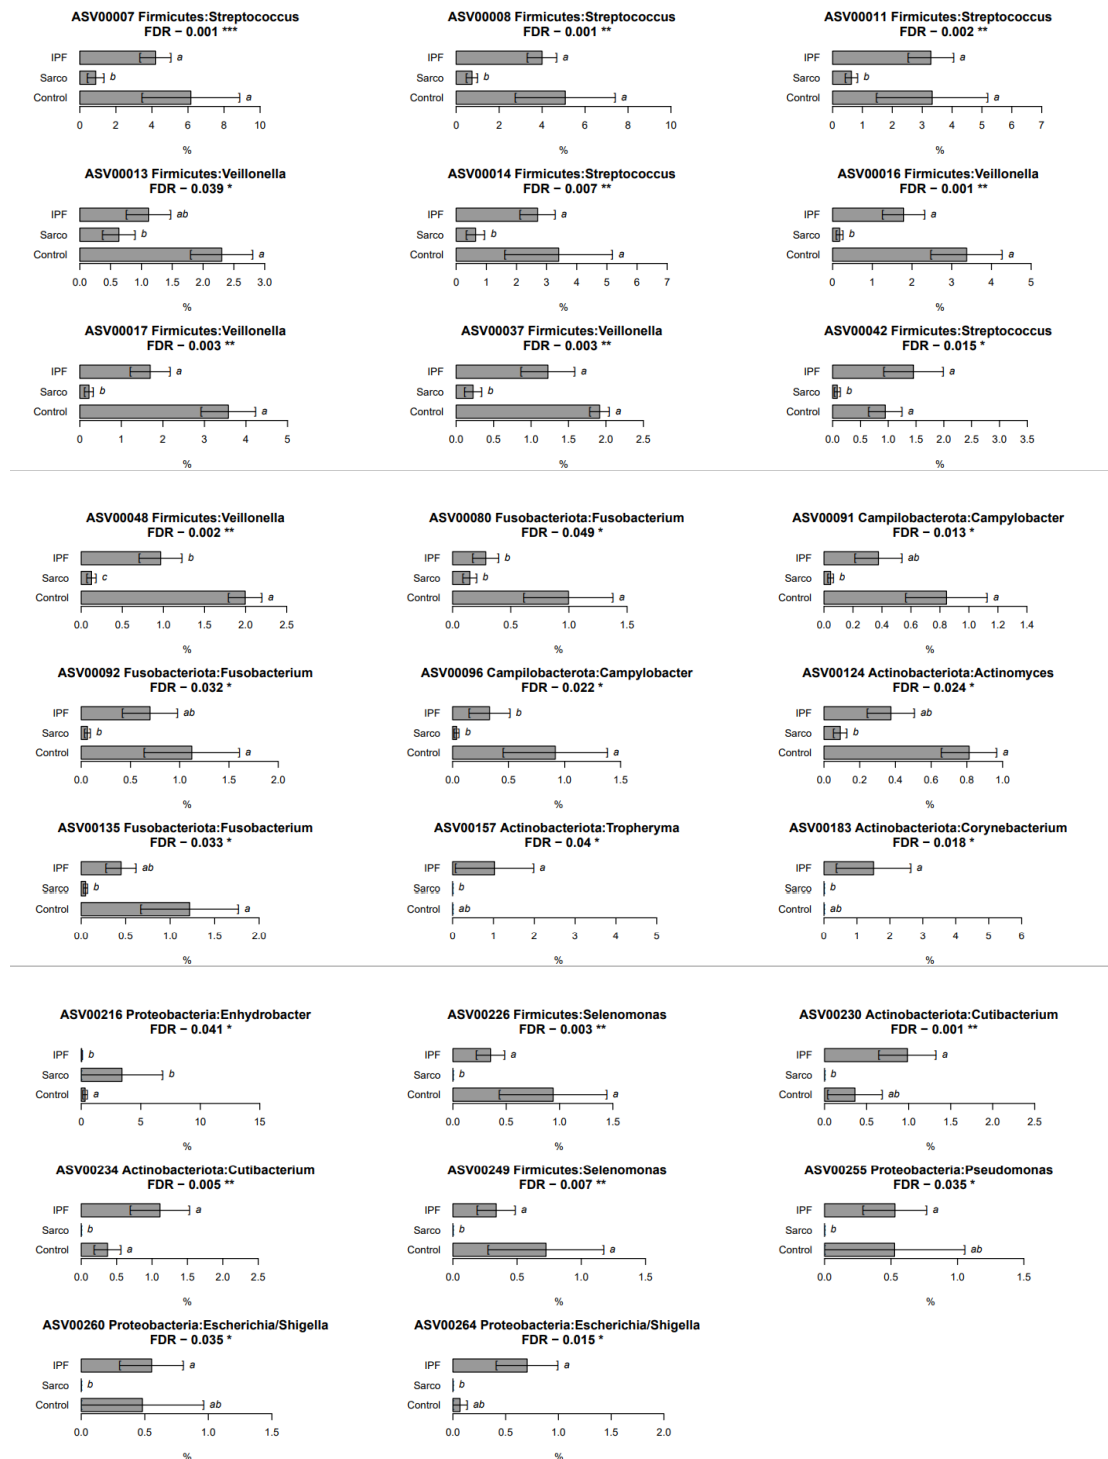 ASV00007 Firmicutes:Streptococcus
FDR − 0.001 ***
IPF a
Sarco b
Control a
0 2 4 6 8 10
%
ASV00008 Firmicutes:Streptococcus
FDR − 0.001 **
IPF a
Sarco b
Control a
0 2 4 6 8 10
%
ASV00011 Firmicutes:Streptococcus
FDR − 0.002 **
IPF a
Sarco b
Control a
0 1 2 3 4 5 6 7
%
ASV00013 Firmicutes:Veillonella
FDR − 0.039 *
IPF ab
Sarco b
Control a
0.0 0.5 1.0 1.5 2.0 2.5 3.0
%
ASV00014 Firmicutes:Streptococcus
FDR − 0.007 **
IPF a
Sarco b
Control a
0 1 2 3 4 5 6 7
%
ASV00016 Firmicutes:Veillonella
FDR − 0.001 **
IPF a
Sarco b
Control a
0 1 2 3 4 5
%
ASV00017 Firmicutes:Veillonella
FDR − 0.003 **
IPF a
Sarco b
Control a
0 1 2 3 4 5
%
ASV00037 Firmicutes:Veillonella
FDR − 0.003 **
IPF a
Sarco b
Control a
0.0 0.5 1.0 1.5 2.0 2.5
%
ASV00042 Firmicutes:Streptococcus
FDR − 0.015 *
IPF a
Sarco b
Control a
0.0 0.5 1.0 1.5 2.0 2.5 3.0 3.5
%
ASV00048 Firmicutes:Veillonella
FDR − 0.002 **
IPF b
Sarco c
Control a
0.0 0.5 1.0 1.5 2.0 2.5
%
ASV00080 Fusobacteriota:Fusobacterium
FDR − 0.049 *
IPF b
Sarco b
Control a
0.0 0.5 1.0 1.5
%
ASV00091 Campilobacterota:Campylobacter
FDR − 0.013 *
IPF ab
Sarco b
Control a
0.0 0.2 0.4 0.6 0.8 1.0 1.2 1.4
%
ASV00092 Fusobacteriota:Fusobacterium
FDR − 0.032 *
IPF ab
Sarco b
Control a
0.0 0.5 1.0 1.5 2.0
%
ASV00096 Campilobacterota:Campylobacter
FDR − 0.022 *
IPF b
Sarco b
Control a
0.0 0.5 1.0 1.5
%
ASV00124 Actinobacteriota:Actinomyces
FDR − 0.024 *
IPF ab
Sarco b
Control a
0.0 0.2 0.4 0.6 0.8 1.0
%
ASV00135 Fusobacteriota:Fusobacterium
FDR − 0.033 *
IPF ab
Sarco b
Control a
0.0 0.5 1.0 1.5 2.0
%
ASV00157 Actinobacteriota:Tropheryma
FDR − 0.04 *
IPF a
Sarco b
Control ab
0 1 2 3 4 5
%
ASV00183 Actinobacteriota:Corynebacterium
FDR − 0.018 *
IPF a
Sarco b
Control ab
0 1 2 3 4 5 6
%
ASV00216 Proteobacteria:Enhydrobacter
FDR − 0.041 *
IPF b
Sarco b
Control a
0 5 10 15
%
ASV00226 Firmicutes:Selenomonas
FDR − 0.003 **
IPF a
Sarco b
Control a
0.0 0.5 1.0 1.5
%
ASV00230 Actinobacteriota:Cutibacterium
FDR − 0.001 **
IPF a
Sarco b
Control ab
0.0 0.5 1.0 1.5 2.0 2.5
%
ASV00234 Actinobacteriota:Cutibacterium
FDR − 0.005 **
IPF a
Sarco b
Control a
0.0 0.5 1.0 1.5 2.0 2.5
%
ASV00249 Firmicutes:Selenomonas
FDR − 0.007 **
IPF a
Sarco b
Control a
0.0 0.5 1.0 1.5
%
ASV00255 Proteobacteria:Pseudomonas
FDR − 0.035 *
IPF a
Sarco b
Control ab
0.0 0.5 1.0 1.5
%
ASV00260 Proteobacteria:Escherichia/Shigella
FDR − 0.035 *
IPF a
Sarco b
Control ab
0.0 0.5 1.0 1.5
%
ASV00264 Proteobacteria:Escherichia/Shigella
FDR − 0.015 *
IPF a
Sarco b
Control ab
0.0 0.5 1.0 1.5 2.0
%